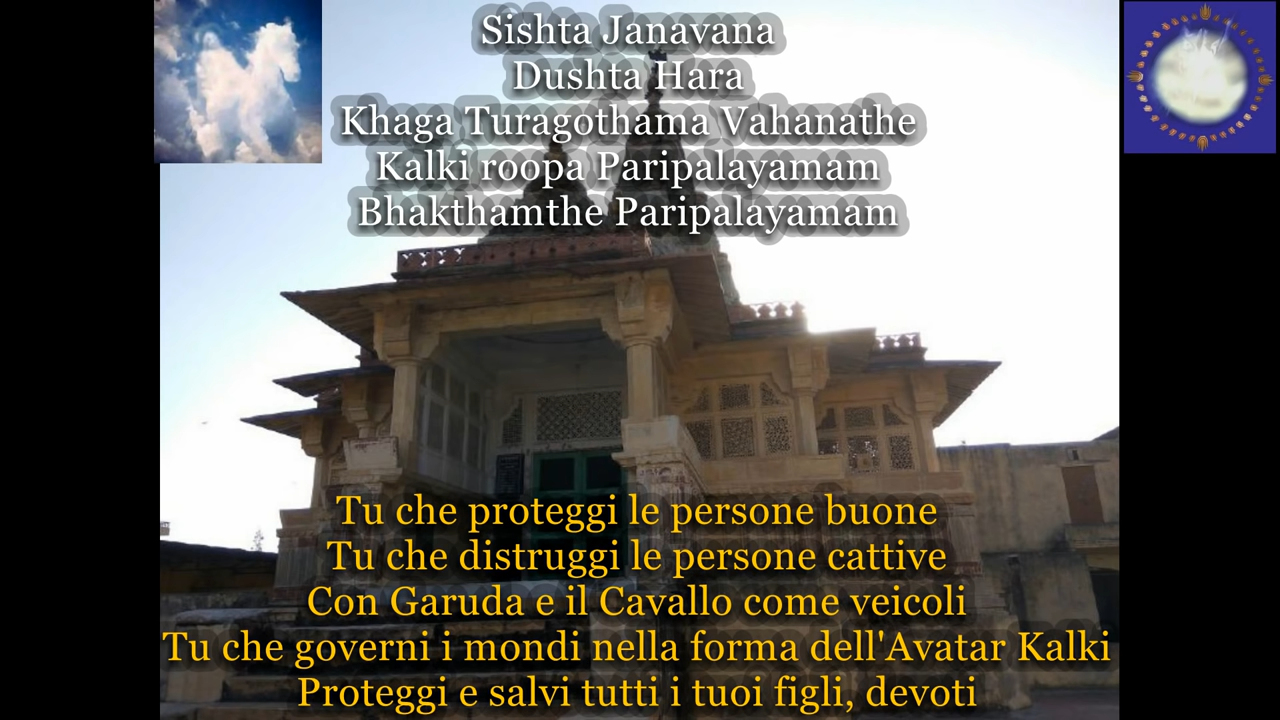 Sishta Janavana
Dushta Hara
Khaga Turagothama Vahanathe
Kalki roopa Paripalayamam
Bhakthamthe Paripalayamam
Tu che proteggi le persone buone
Tu che distruggi le persone cattive
Con Garuda e il Cavallo come veicoli
Tu che governi i mondi nella forma dell'Avatar Kalki
Proteggi e salvi tutti i tuoi figli, devoti